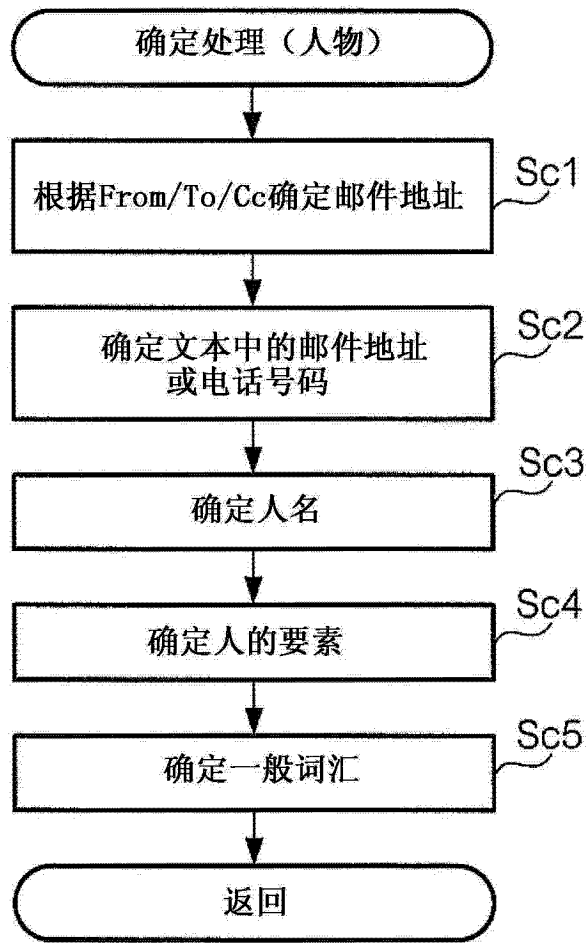 确定处理（人物）
根据From/To/Cc确定邮件地址
Sc1
确定文本中的邮件地址
或电话号码
Sc2
确定人名
Sc3
确定人的要素
Sc4
确定一般词汇
Sc5
返回